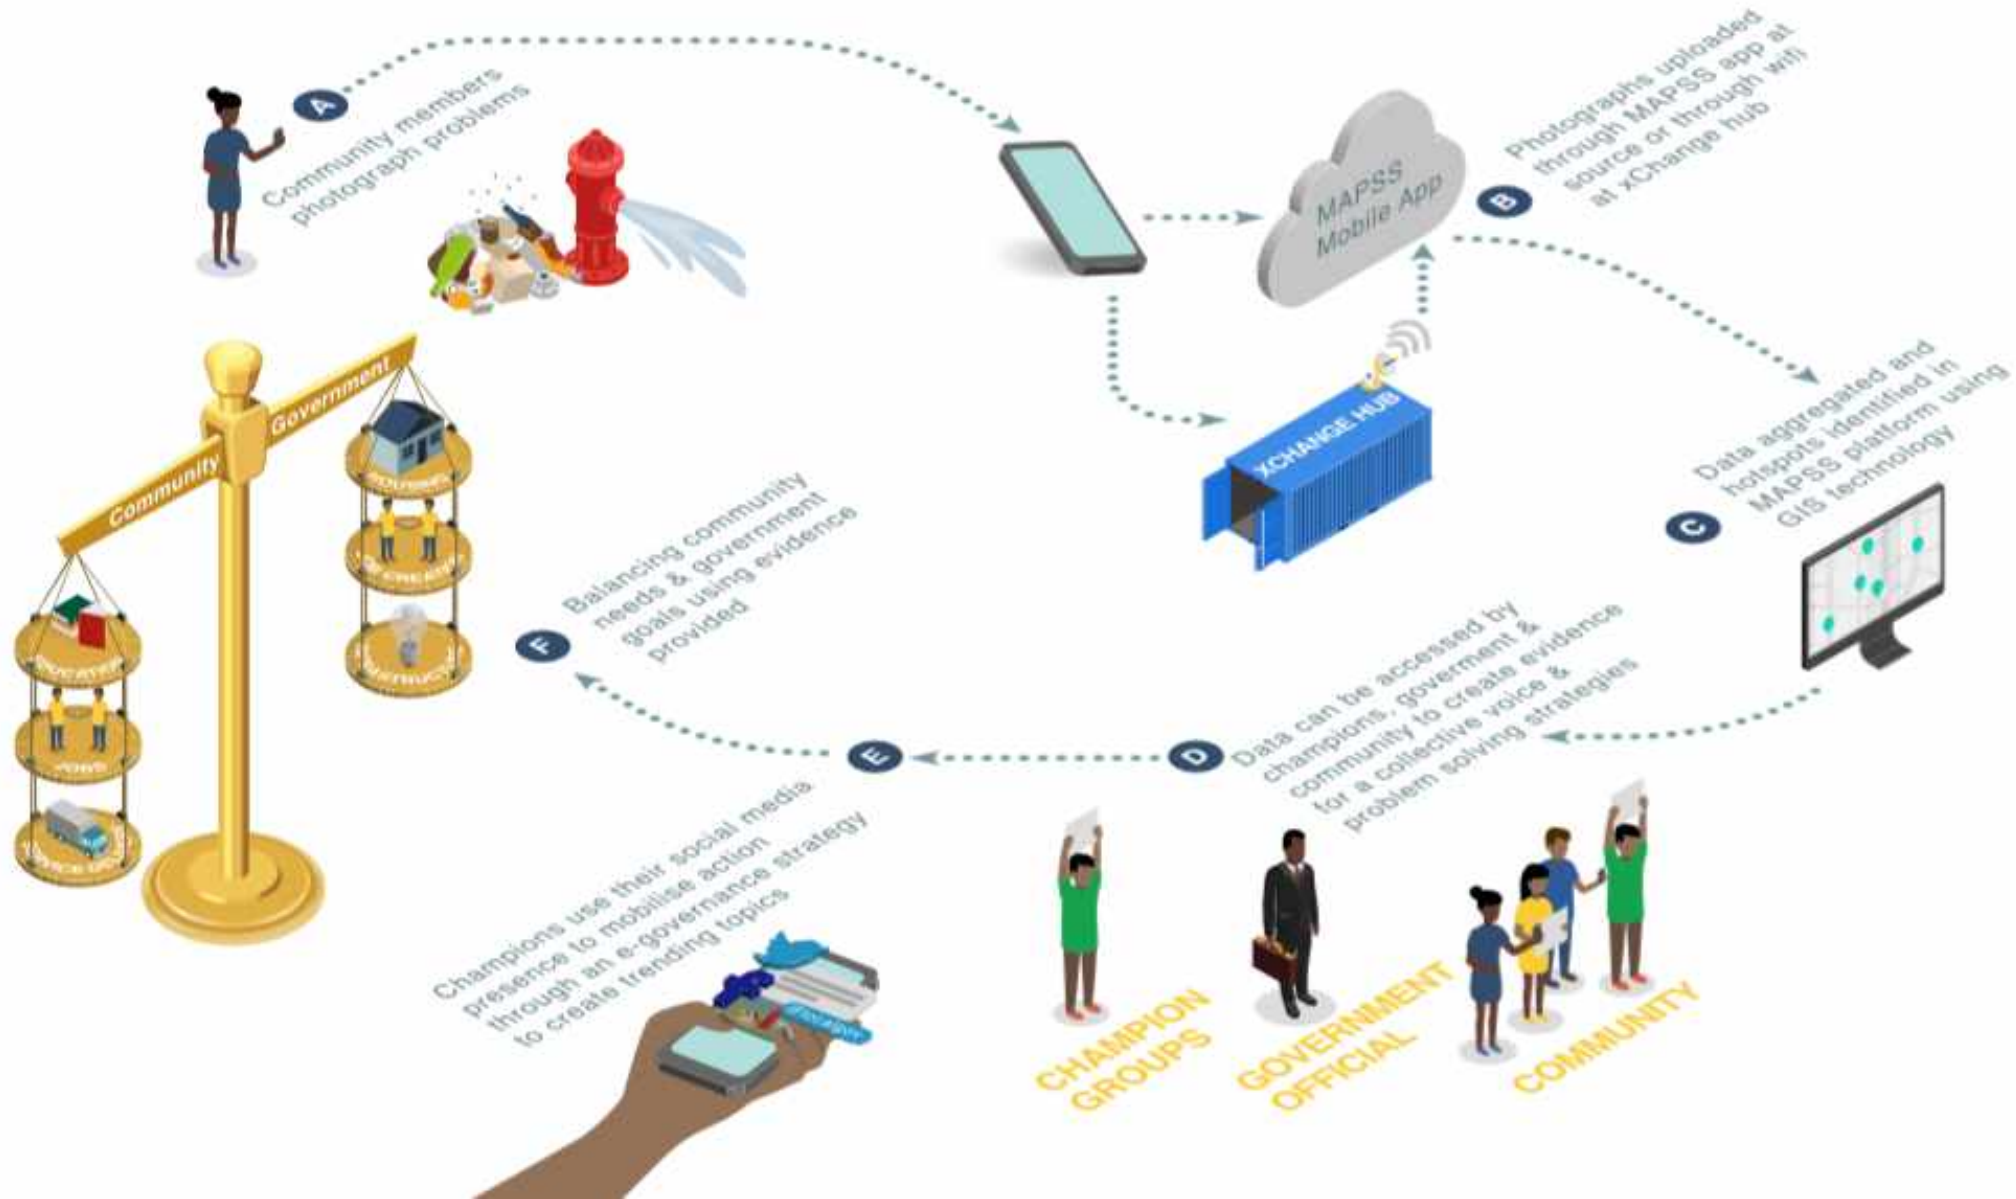 A
Community members
photograph problems
MAPSS
Mobile App
B
Photographs uploaded
through MAPSS app at
source or through wifi
at xChange hub
XCHANGE HUB
C
Data aggregated and
hotspots identified in
MAPSS platform using
GIS technology
D
Data can be accessed by
champions, goverment &
community to create evidence
for a collective voice &
problem solving strategies
CHAMPION
GROUPS
GOVERNMENT
OFFICIAL
COMMUNITY
E
Champions use their social media
presence to mobilise action
through an e-governance strategy
to create trending topics
F
Balancing community
needs & government
goals using evidence
provided
Government
Community
HOUSING
JOBS